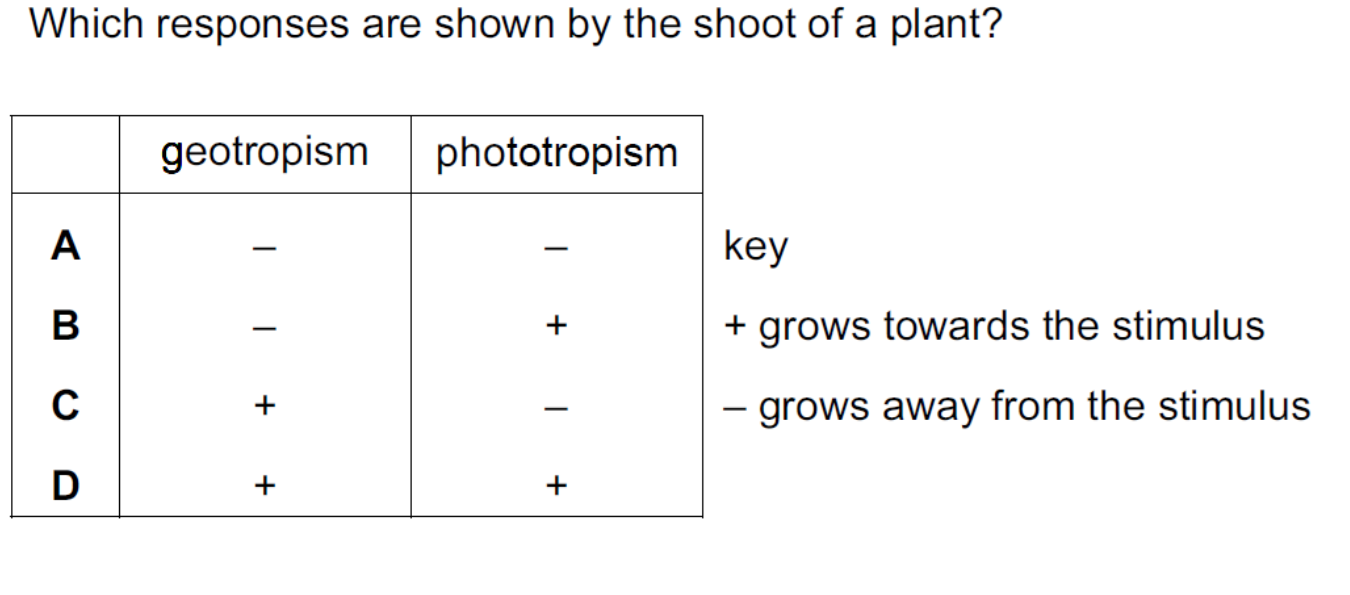 Which responses are shown by the shoot of a plant?
geotropism phototropism
A – – key
B – + + grows towards the stimulus
C + – – grows away from the stimulus
D + +